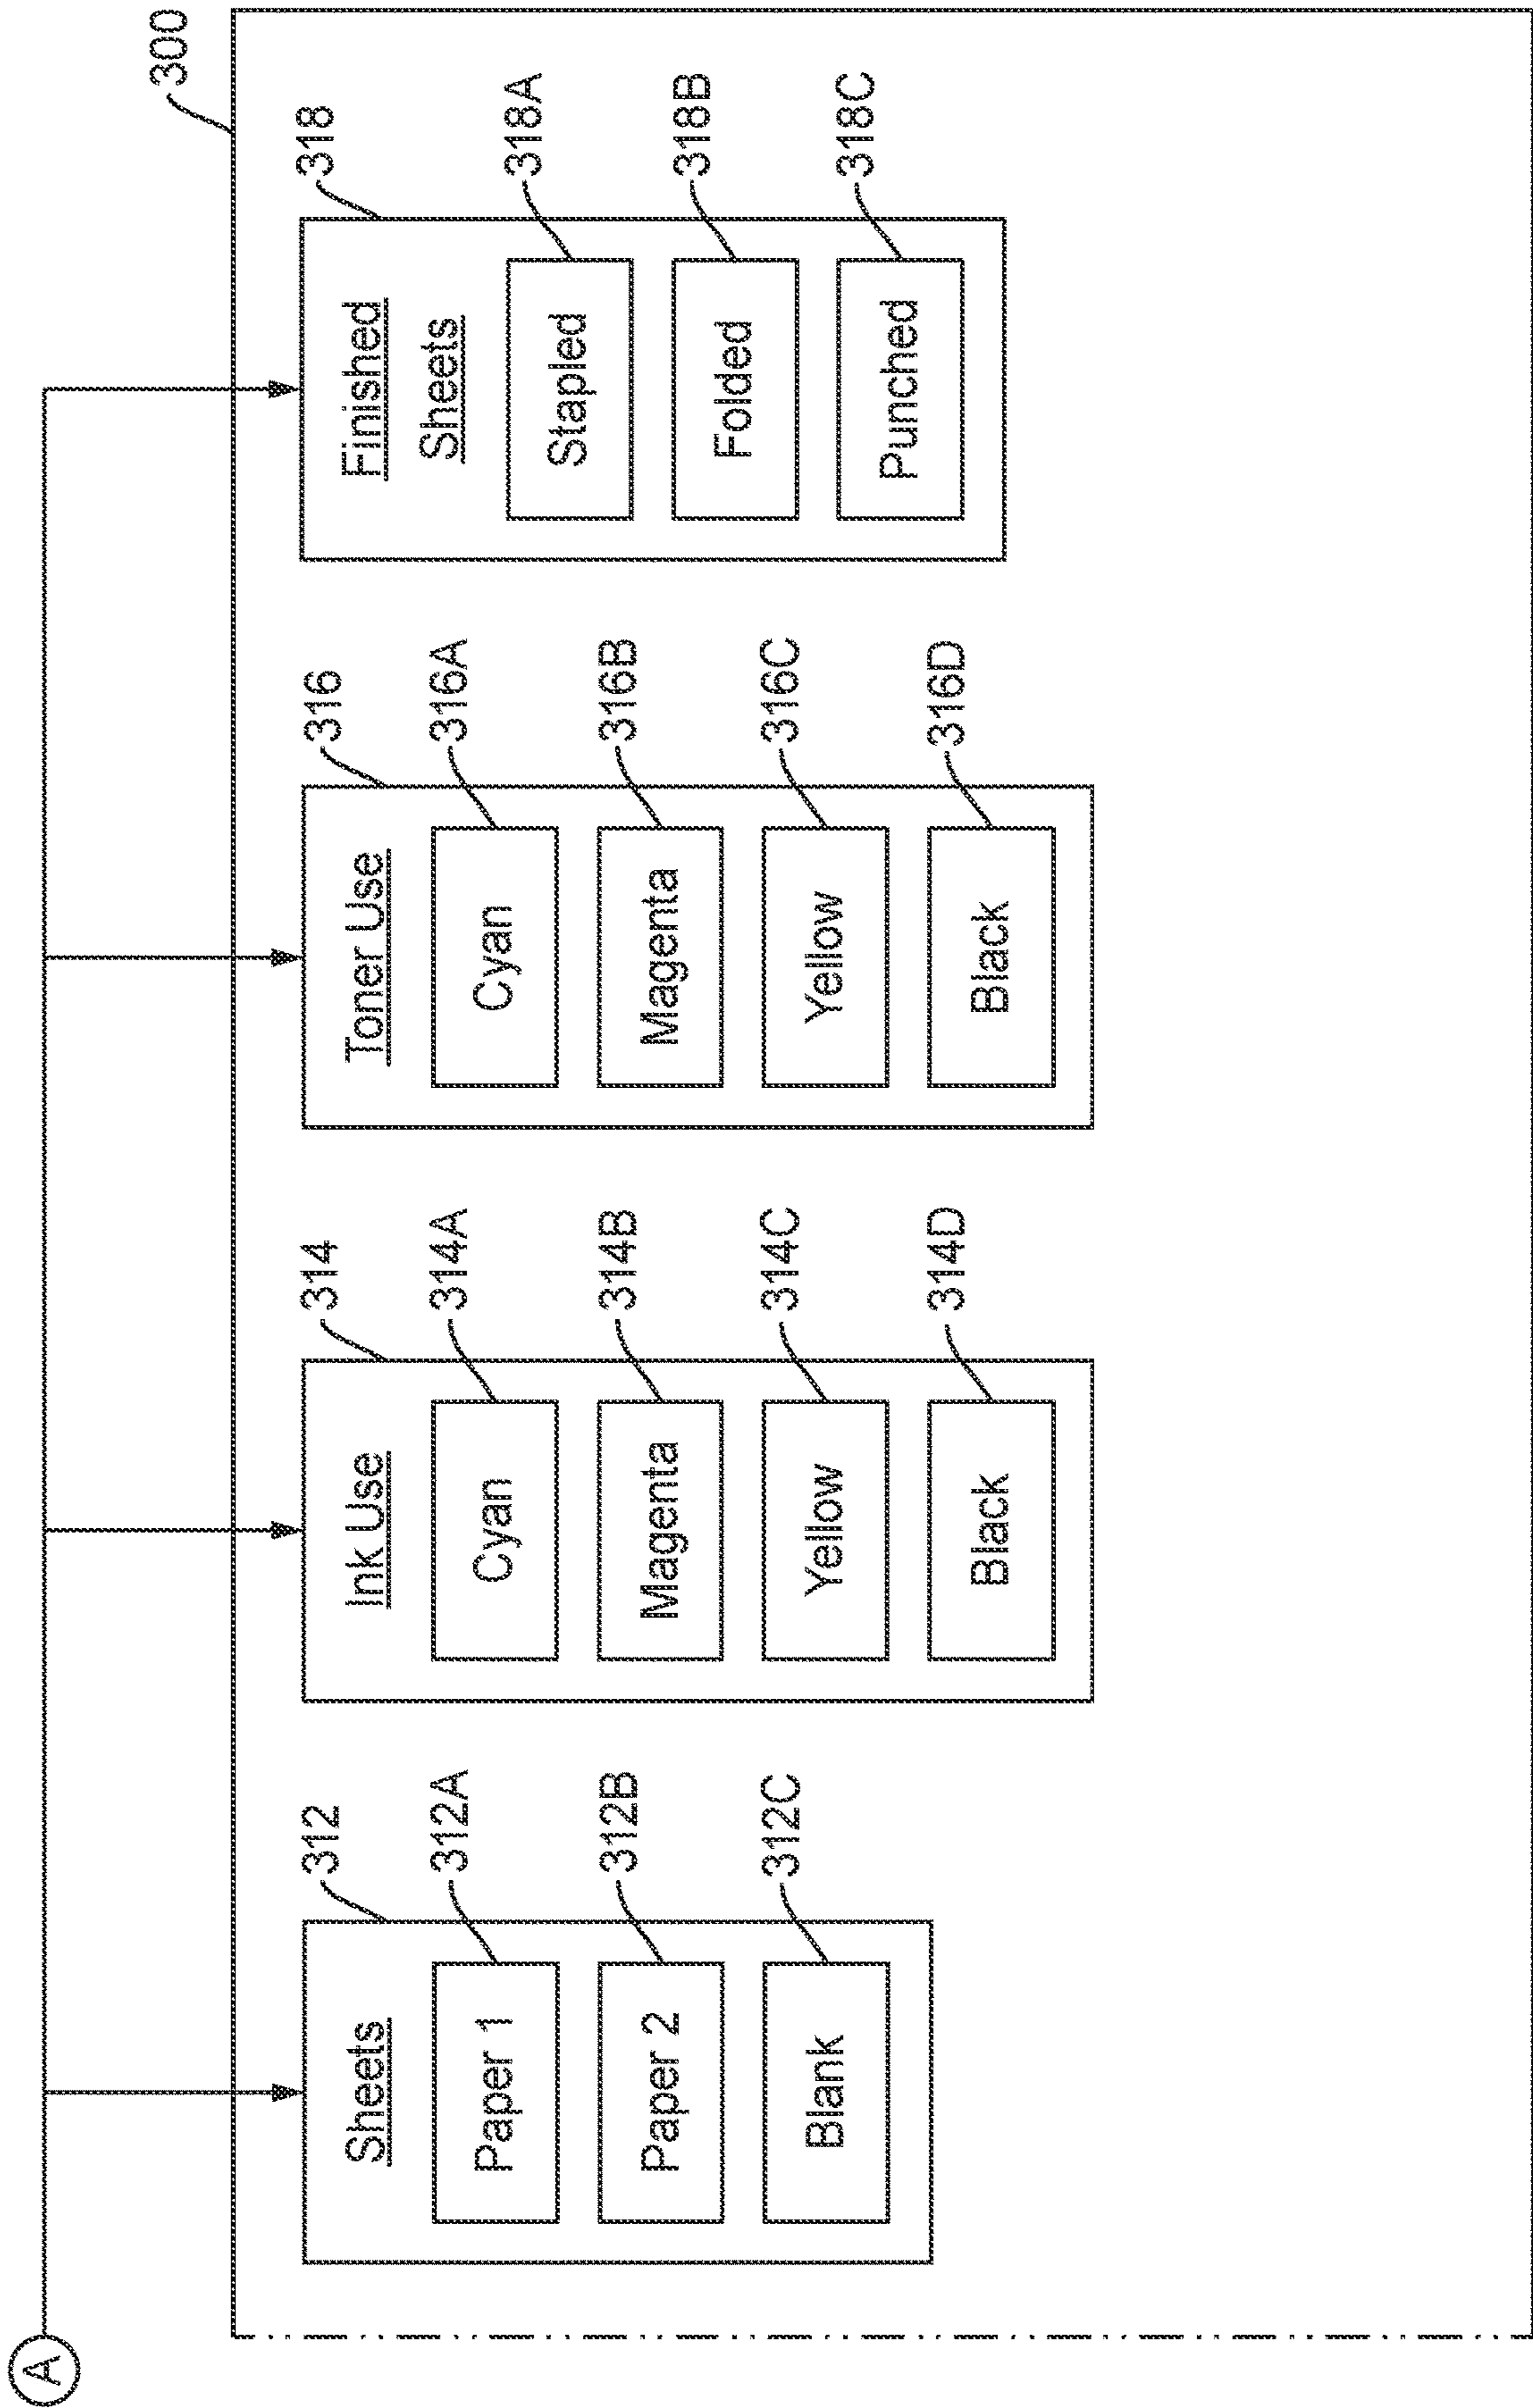 A
300
312
Sheets
Paper 1
312A
Paper 2
312B
Blank
312C
314
Ink Use
Cyan
314A
Magenta
314B
Yellow
314C
Black
314D
316
Toner Use
Cyan
316A
Magenta
316B
Yellow
316C
Black
316D
318
Finished
Sheets
Stapled
318A
Folded
318B
Punched
318C